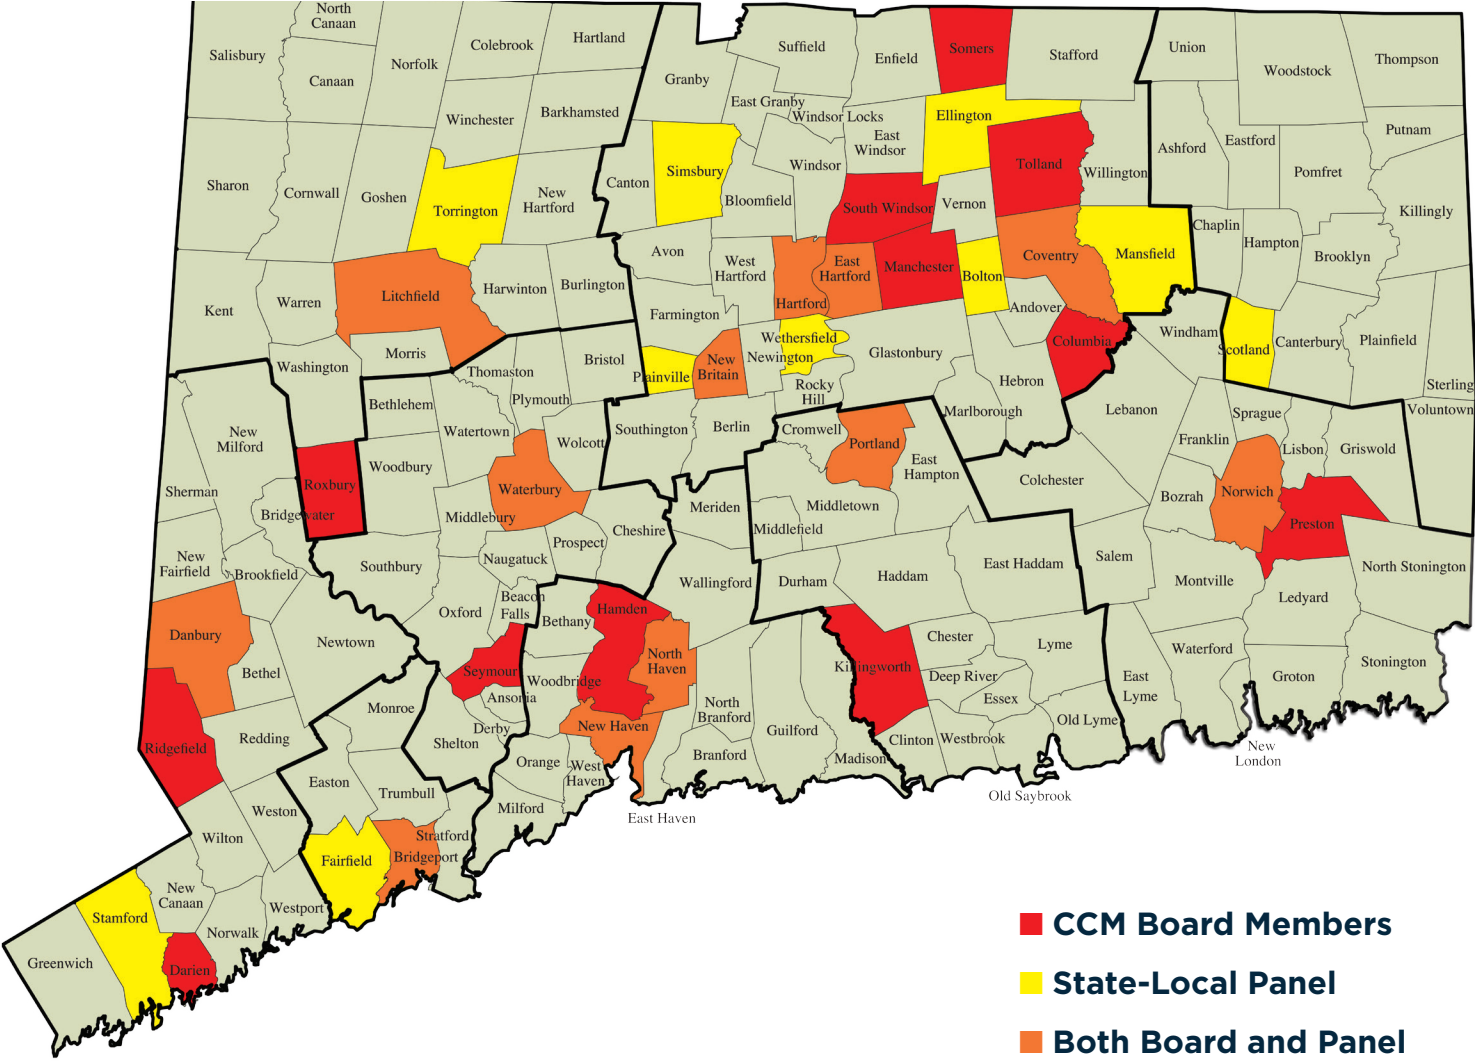 North
Canaan
Salisbury
Canaan
Norfolk
Colebrook
Hartland
Granby
Suffield
Enfield
Somers
Stafford
Union
Woodstock
Thompson
Winchester
Barkhamsted
East Granby
Windsor Locks
East
Windsor
Ellington
Ashford
Eastford
Putnam
Pomfret
Sharon
Cornwall
Goshen
Torrington
New
Hartford
Canton
Simsbury
Bloomfield
Windsor
South Windsor
Vernon
Tolland
Willington
Chaplin
Hampton
Brooklyn
Killingly
Kent
Warren
Litchfield
Harwinton
Burlington
Avon
West
Hartford
Farmington
Hartford
East
Hartford
Manchester
Bolton
Coventry
Mansfield
Andover
Columbia
Windham
Scotland
Canterbury
Plainfield
Sterling
Washington
Morris
Thomaston
Plymouth
Bristol
Plainville
New
Britain
Wethersfield
Newington
Rocky
Hill
Glastonbury
Hebron
Marlborough
Lebanon
Sprague
Franklin
Lisbon
Griswold
Voluntown
New
Milford
Bethlehem
Watertown
Wolcott
Southington
Berlin
Cromwell
Portland
East
Hampton
Colchester
Bozrah
Norwich
Preston
Sherman
Roxbury
Bridgewater
Woodbury
Waterbury
Middlebury
Cheshire
Meriden
Middletown
Middlefield
New
Fairfield
Brookfield
Southbury
Naugatuck
Prospect
Beacon
Falls
Oxford
Wallingford
Durham
Haddam
East Haddam
Salem
Montville
Ledyard
North Stonington
Danbury
Bethel
Newtown
Bethany
Hamden
North
Haven
Seymour
Woodbridge
Ansonia
Derby
New Haven
North
Branford
Guilford
Killingworth
Chester
Deep River
Essex
Lyme
Old Lyme
East
Lyme
Waterford
Groton
Stonington
Ridgefield
Redding
Monroe
Shelton
Orange
West
Haven
Branford
Madison
Clinton
Westbrook
Old Saybrook
New
London
East Haven
Easton
Trumbull
Milford
Weston
Wilton
Stratford
Bridgeport
Fairfield
New
Canaan
Westport
Norwalk
Stamford
Darien
Greenwich
CCM Board Members
State-Local Panel
Both Board and Panel